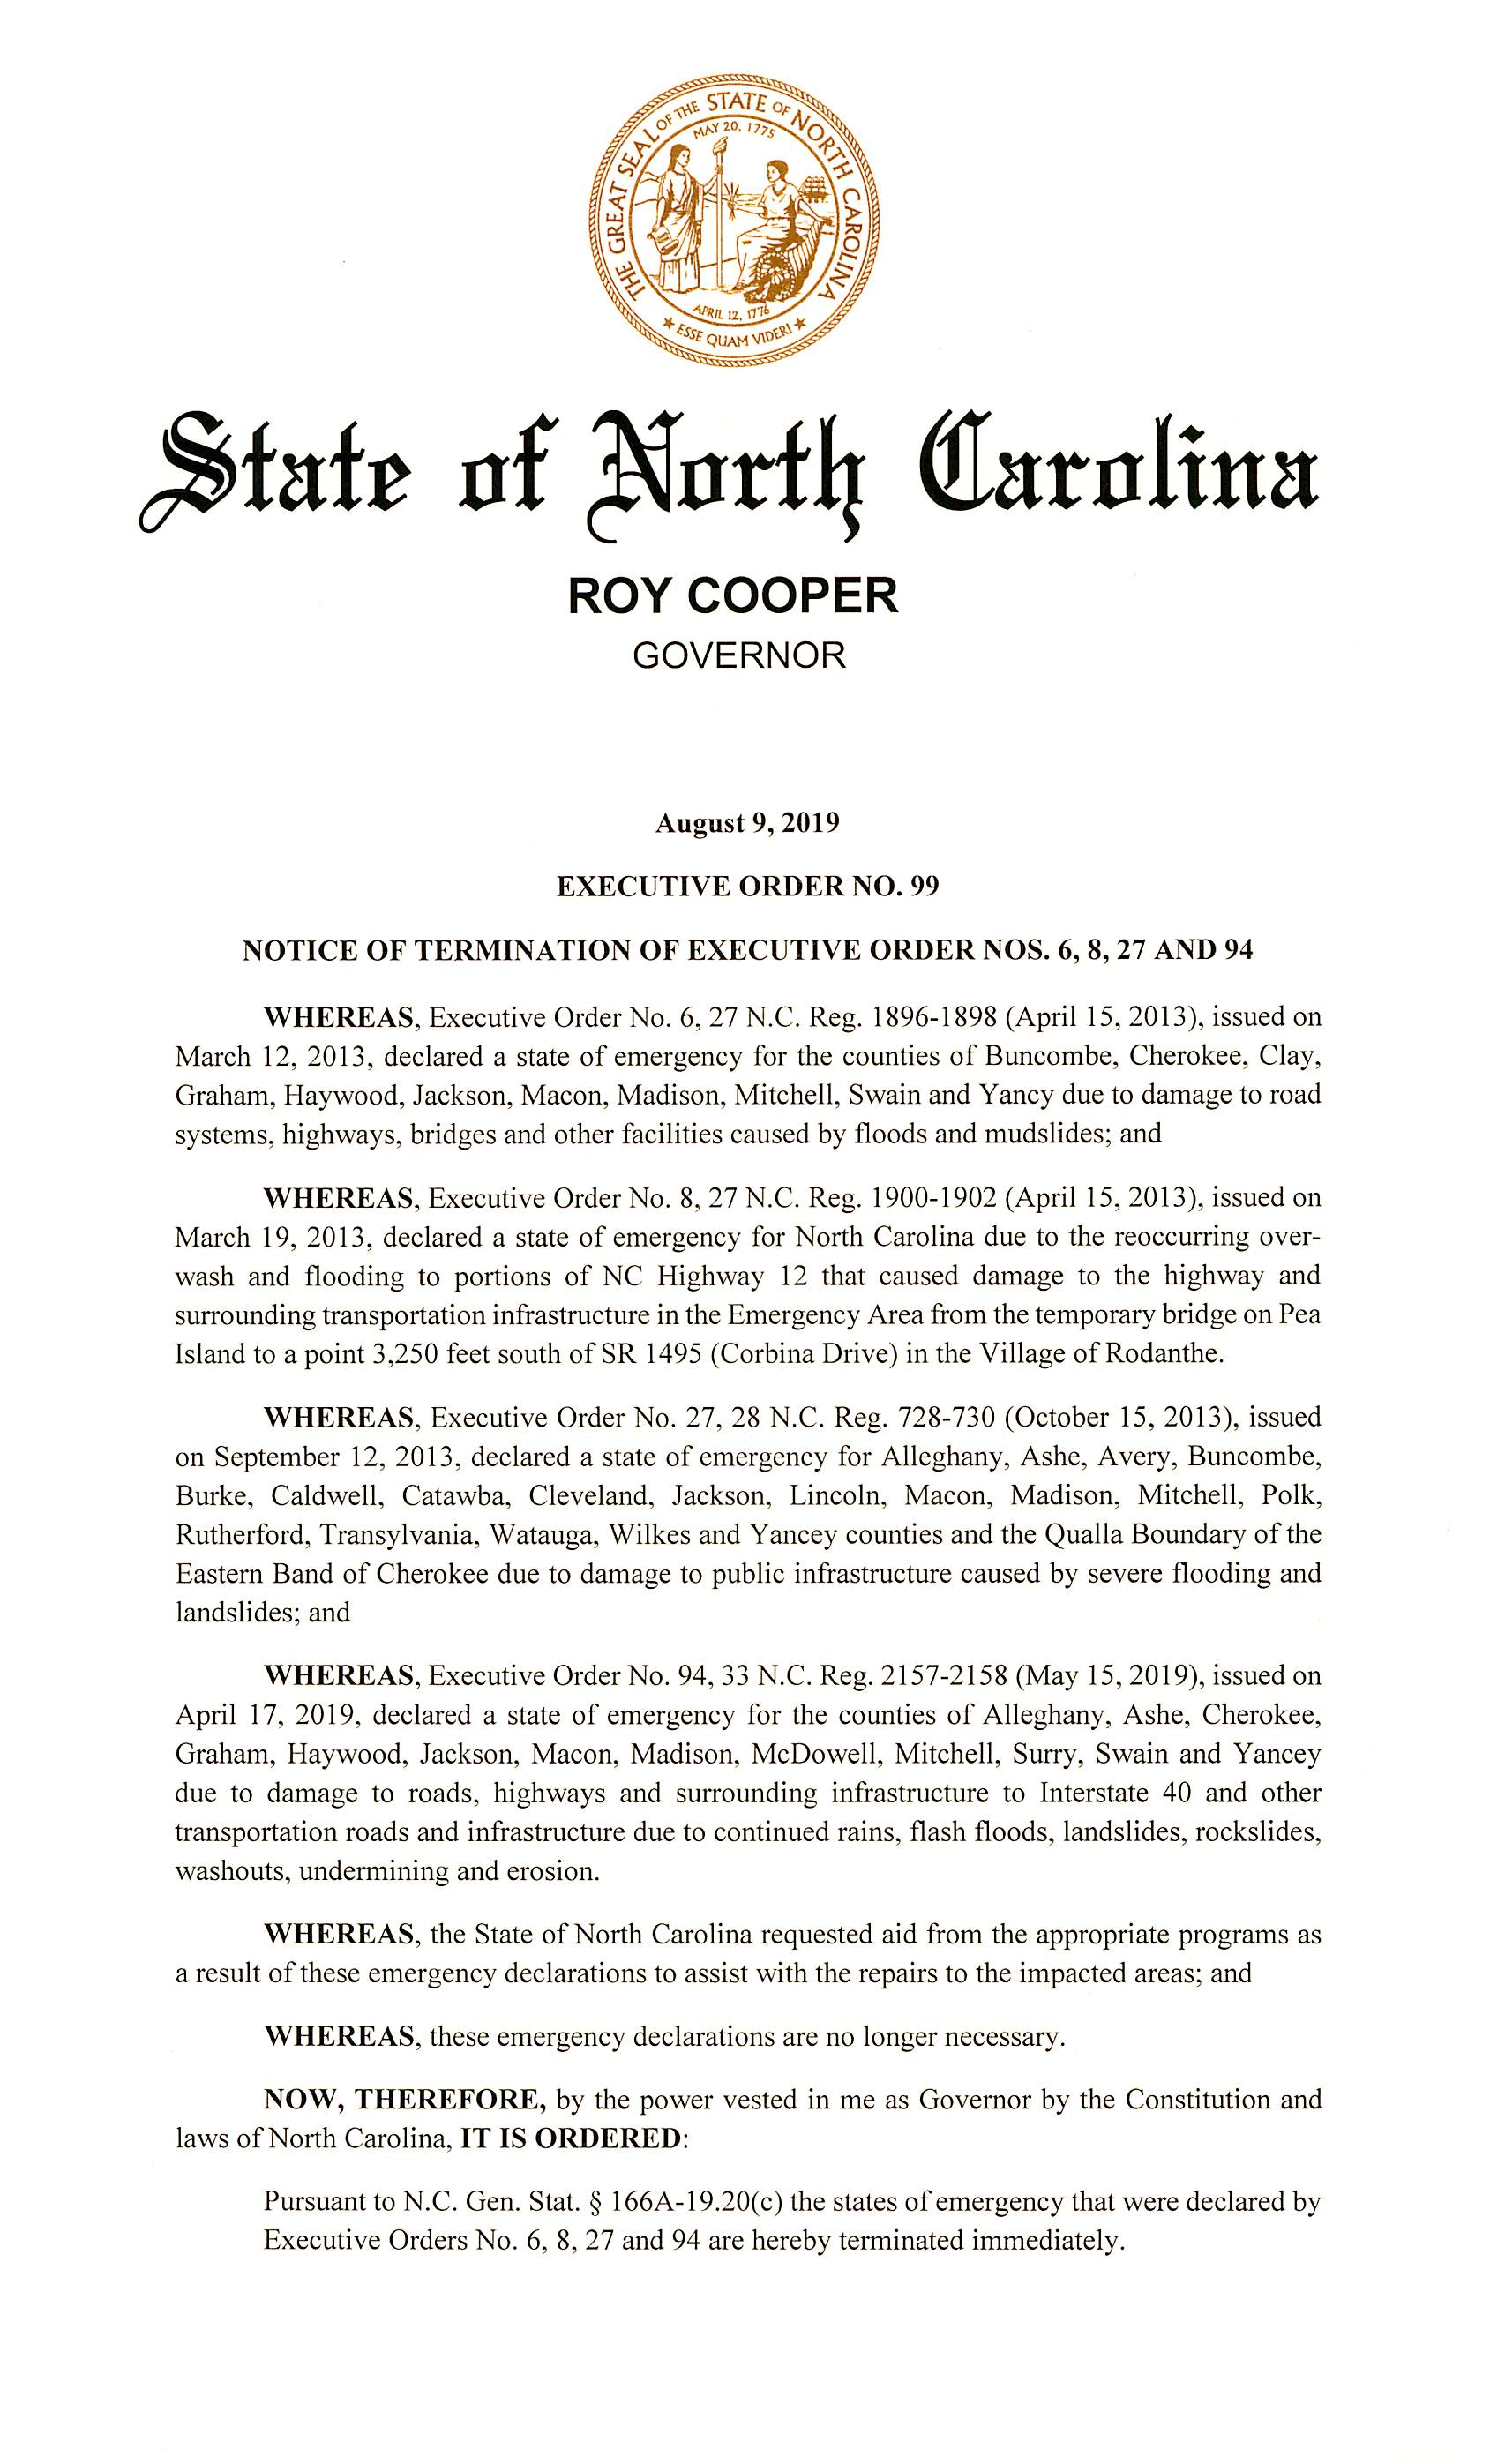 THE GREAT SEAL OF THE STATE OF NORTH CAROLINA
MAY 20, 1775
APRIL 12, 1776
★ ESSE QUAM VIDERI ★
State of North Carolina
ROY COOPER
GOVERNOR
August 9, 2019
EXECUTIVE ORDER NO. 99
NOTICE OF TERMINATION OF EXECUTIVE ORDER NOS. 6, 8, 27 AND 94
WHEREAS, Executive Order No. 6, 27 N.C. Reg. 1896-1898 (April 15, 2013), issued on
March 12, 2013, declared a state of emergency for the counties of Buncombe, Cherokee, Clay,
Graham, Haywood, Jackson, Macon, Madison, Mitchell, Swain and Yancy due to damage to road
systems, highways, bridges and other facilities caused by floods and mudslides; and
WHEREAS, Executive Order No. 8, 27 N.C. Reg. 1900-1902 (April 15, 2013), issued on
March 19, 2013, declared a state of emergency for North Carolina due to the reoccurring over-
wash and flooding to portions of NC Highway 12 that caused damage to the highway and
surrounding transportation infrastructure in the Emergency Area from the temporary bridge on Pea
Island to a point 3,250 feet south of SR 1495 (Corbina Drive) in the Village of Rodanthe.
WHEREAS, Executive Order No. 27, 28 N.C. Reg. 728-730 (October 15, 2013), issued
on September 12, 2013, declared a state of emergency for Alleghany, Ashe, Avery, Buncombe,
Burke, Caldwell, Catawba, Cleveland, Jackson, Lincoln, Macon, Madison, Mitchell, Polk,
Rutherford, Transylvania, Watauga, Wilkes and Yancey counties and the Qualla Boundary of the
Eastern Band of Cherokee due to damage to public infrastructure caused by severe flooding and
landslides; and
WHEREAS, Executive Order No. 94, 33 N.C. Reg. 2157-2158 (May 15, 2019), issued on
April 17, 2019, declared a state of emergency for the counties of Alleghany, Ashe, Cherokee,
Graham, Haywood, Jackson, Macon, Madison, McDowell, Mitchell, Surry, Swain and Yancey
due to damage to roads, highways and surrounding infrastructure to Interstate 40 and other
transportation roads and infrastructure due to continued rains, flash floods, landslides, rockslides,
washouts, undermining and erosion.
WHEREAS, the State of North Carolina requested aid from the appropriate programs as
a result of these emergency declarations to assist with the repairs to the impacted areas; and
WHEREAS, these emergency declarations are no longer necessary.
NOW, THEREFORE, by the power vested in me as Governor by the Constitution and
laws of North Carolina, IT IS ORDERED:
Pursuant to N.C. Gen. Stat. § 166A-19.20(c) the states of emergency that were declared by
Executive Orders No. 6, 8, 27 and 94 are hereby terminated immediately.